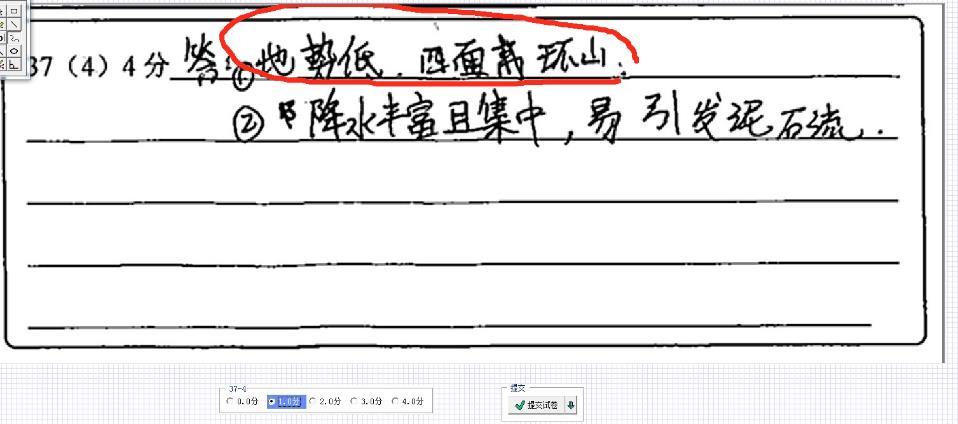 37（4）4分 答：①地势低．四面高环山；
②降水丰富且集中，易引发泥石流．
37-4
0.0分 1.0分 2.0分 3.0分 4.0分
提交
提交试卷